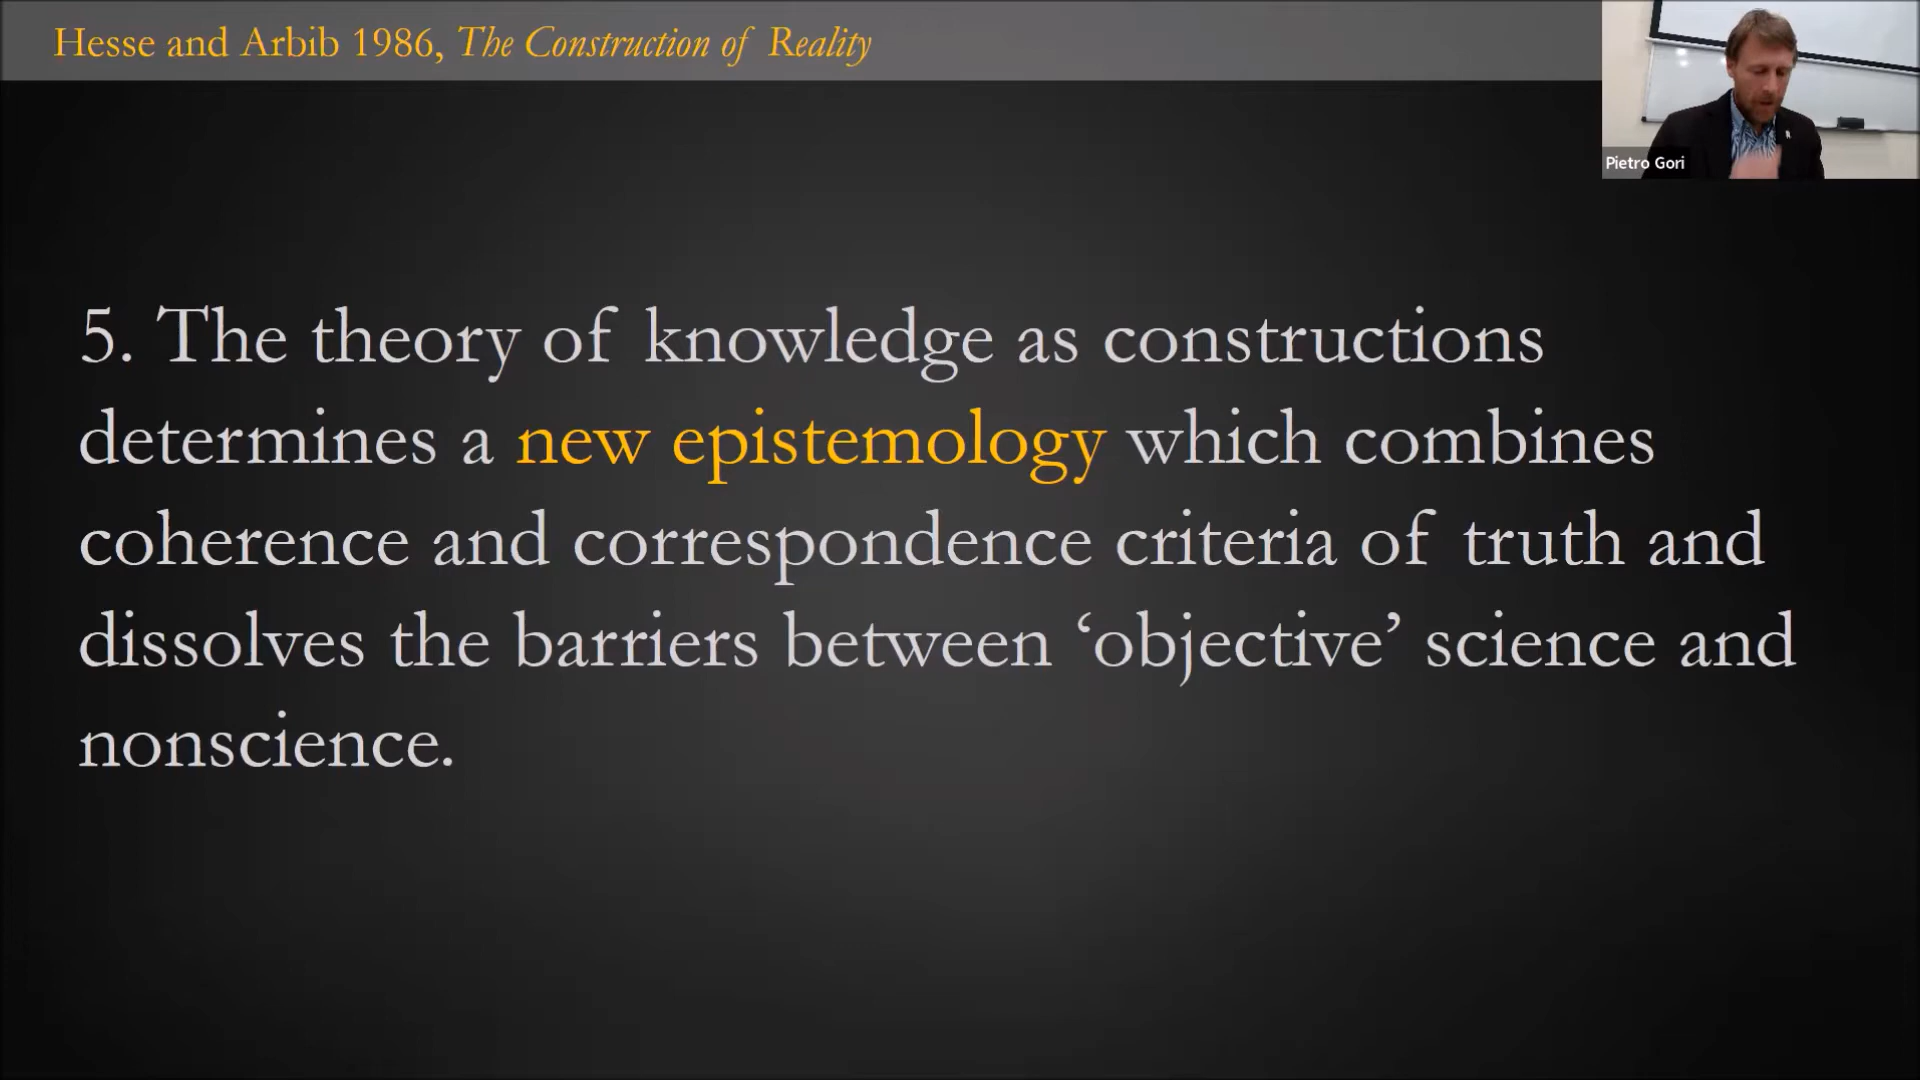 Hesse and Arbib 1986, The Construction of Reality
Pietro Gori
5. The theory of knowledge as constructions
determines a new epistemology which combines
coherence and correspondence criteria of truth and
dissolves the barriers between ‘objective’ science and
nonscience.